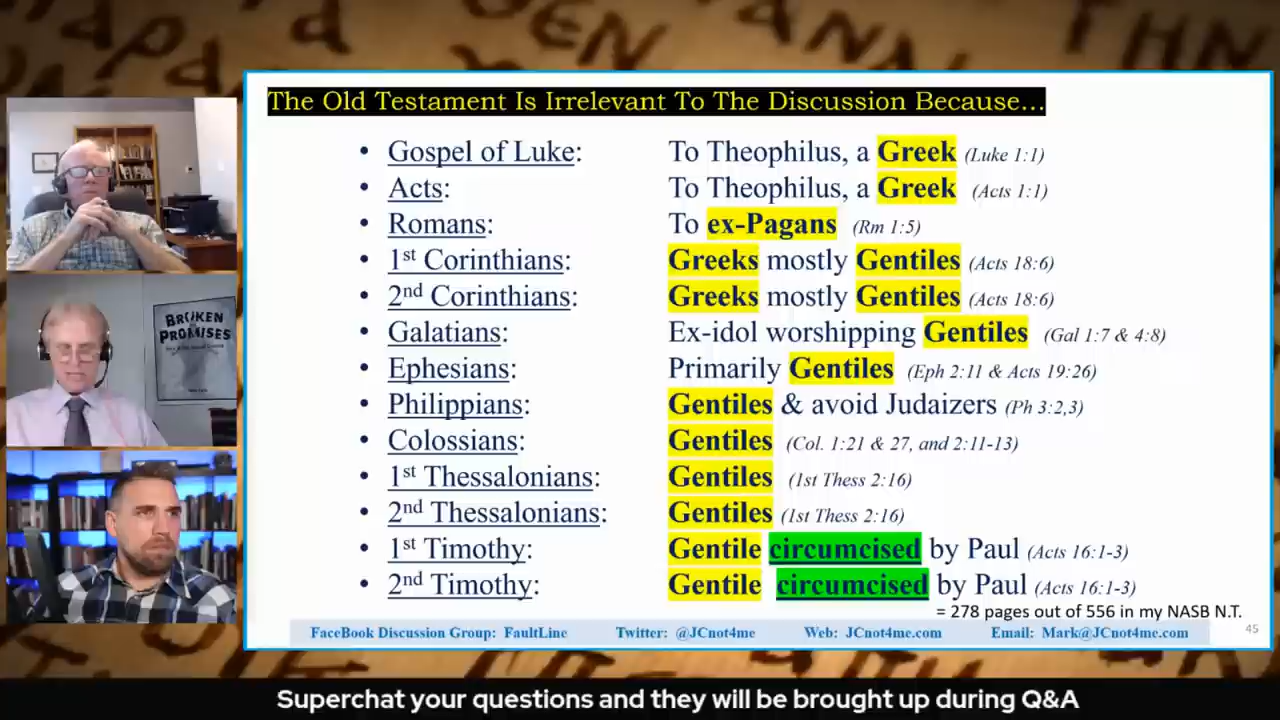 The Old Testament Is Irrelevant To The Discussion Because…
• Gospel of Luke: To Theophilus, a Greek (Luke 1:1)
• Acts: To Theophilus, a Greek (Acts 1:1)
• Romans: To ex-Pagans (Rm 1:5)
• 1st Corinthians: Greeks mostly Gentiles (Acts 18:6)
• 2nd Corinthians: Greeks mostly Gentiles (Acts 18:6)
• Galatians: Ex-idol worshipping Gentiles (Gal 1:7 & 4:8)
• Ephesians: Primarily Gentiles (Eph 2:11 & Acts 19:26)
• Philippians: Gentiles & avoid Judaizers (Ph 3:2,3)
• Colossians: Gentiles (Col. 1:21 & 27, and 2:11-13)
• 1st Thessalonians: Gentiles (1st Thess 2:16)
• 2nd Thessalonians: Gentiles (1st Thess 2:16)
• 1st Timothy: Gentile circumcised by Paul (Acts 16:1-3)
• 2nd Timothy: Gentile circumcised by Paul (Acts 16:1-3)
= 278 pages out of 556 in my NASB N.T.
FaceBook Discussion Group: FaultLine Twitter: @JCnot4me Web: JCnot4me.com Email: Mark@JCnot4me.com
45
BROKEN
PROMISES
Superchat your questions and they will be brought up during Q&A